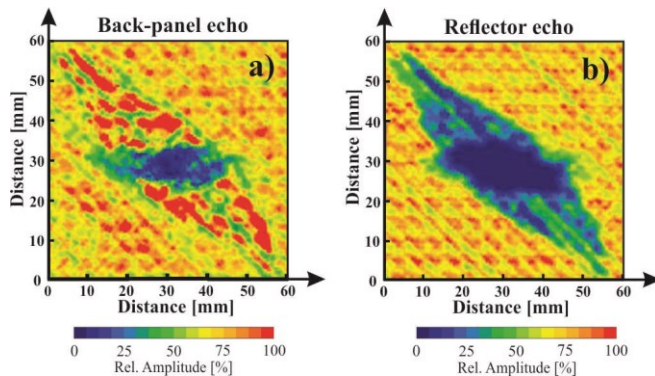 Back-panel echo
a)
60
50
40
30
20
10
0
Distance [mm]
0 10 20 30 40 50 60
Distance [mm]
0 25 50 75 100
Rel. Amplitude [%]
Reflector echo
b)
60
50
40
30
20
10
0
Distance [mm]
0 10 20 30 40 50 60
Distance [mm]
0 25 50 75 100
Rel. Amplitude [%]